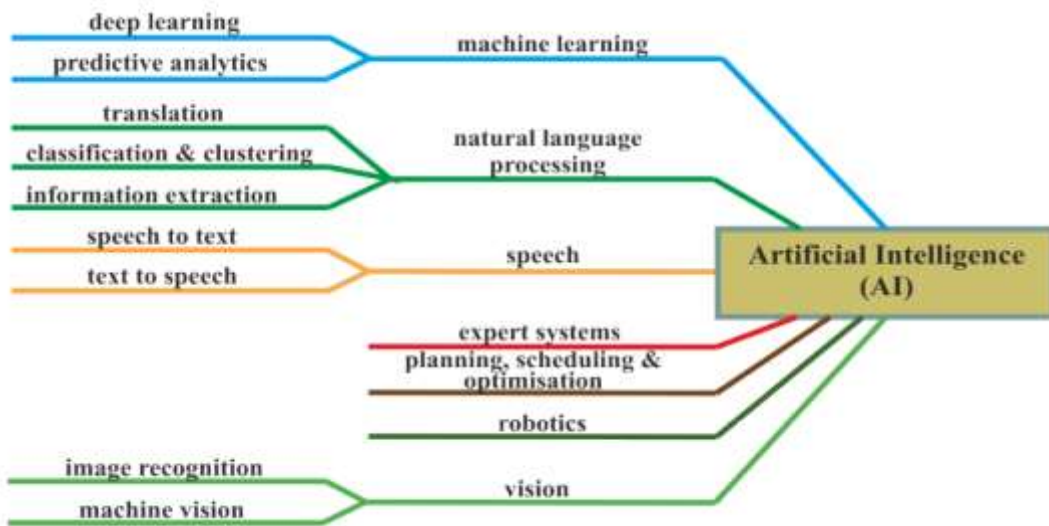 deep learning
predictive analytics
machine learning
translation
classification & clustering
information extraction
natural language
processing
speech to text
text to speech
speech
Artificial Intelligence
(AI)
expert systems
planning, scheduling &
optimisation
robotics
image recognition
machine vision
vision